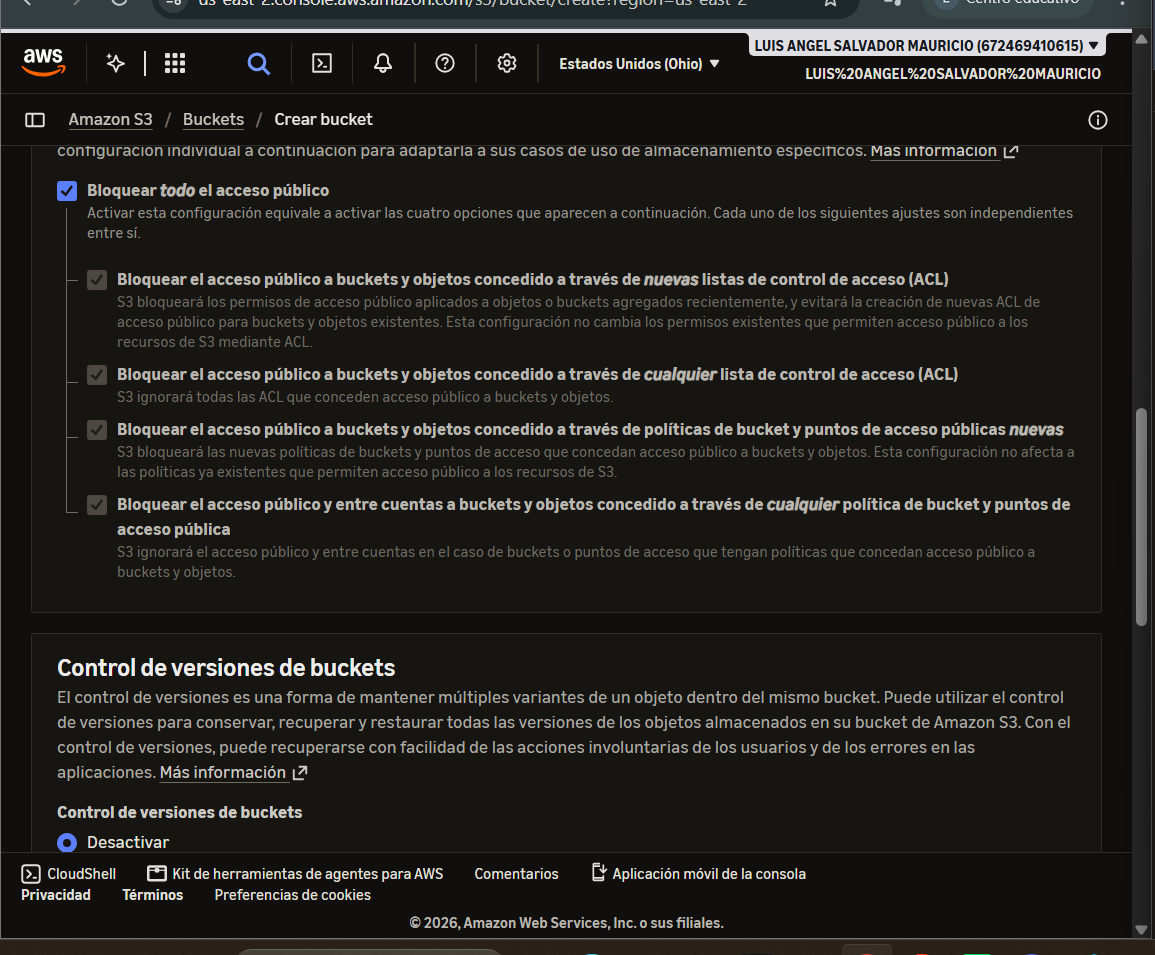 us-east-2.console.aws.amazon.com/s3/bucket/create?region=us-east-2
Centro educativo
aws
Estados Unidos (Ohio) ▼
LUIS ANGEL SALVADOR MAURICIO (672469410615) ▼
LUIS%20ANGEL%20SALVADOR%20MAURICIO
Amazon S3 / Buckets / Crear bucket
configuración individual a continuación para adaptarla a sus casos de uso de almacenamiento específicos. Más información
Bloquear todo el acceso público
Activar esta configuración equivale a activar las cuatro opciones que aparecen a continuación. Cada uno de los siguientes ajustes son independientes
entre sí.
Bloquear el acceso público a buckets y objetos concedido a través de nuevas listas de control de acceso (ACL)
S3 bloqueará los permisos de acceso público aplicados a objetos o buckets agregados recientemente, y evitará la creación de nuevas ACL de
acceso público para buckets y objetos existentes. Esta configuración no cambia los permisos existentes que permiten acceso público a los
recursos de S3 mediante ACL.
Bloquear el acceso público a buckets y objetos concedido a través de cualquier lista de control de acceso (ACL)
S3 ignorará todas las ACL que conceden acceso público a buckets y objetos.
Bloquear el acceso público a buckets y objetos concedido a través de políticas de bucket y puntos de acceso públicas nuevas
S3 bloqueará las nuevas políticas de buckets y puntos de acceso que concedan acceso público a buckets y objetos. Esta configuración no afecta a
las políticas ya existentes que permiten acceso público a los recursos de S3.
Bloquear el acceso público y entre cuentas a buckets y objetos concedido a través de cualquier política de bucket y puntos de
acceso pública
S3 ignorará el acceso público y entre cuentas en el caso de buckets o puntos de acceso que tengan políticas que concedan acceso público a
buckets y objetos.
Control de versiones de buckets
El control de versiones es una forma de mantener múltiples variantes de un objeto dentro del mismo bucket. Puede utilizar el control
de versiones para conservar, recuperar y restaurar todas las versiones de los objetos almacenados en su bucket de Amazon S3. Con el
control de versiones, puede recuperarse con facilidad de las acciones involuntarias de los usuarios y de los errores en las
aplicaciones. Más información
Control de versiones de buckets
Desactivar
CloudShell Kit de herramientas de agentes para AWS Comentarios Aplicación móvil de la consola
Privacidad Términos Preferencias de cookies
© 2026, Amazon Web Services, Inc. o sus filiales.